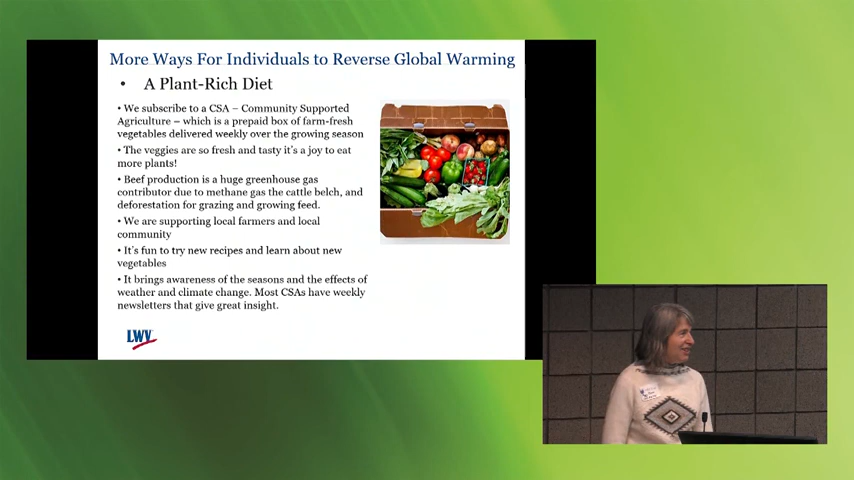 More Ways For Individuals to Reverse Global Warming
• A Plant-Rich Diet
• We subscribe to a CSA – Community Supported
Agriculture – which is a prepaid box of farm-fresh
vegetables delivered weekly over the growing season
• The veggies are so fresh and tasty it's a joy to eat
more plants!
• Beef production is a huge greenhouse gas
contributor due to methane gas the cattle belch, and
deforestation for grazing and growing feed.
• We are supporting local farmers and local
community
• It's fun to try new recipes and learn about new
vegetables
• It brings awareness of the seasons and the effects of
weather and climate change. Most CSAs have weekly
newsletters that give great insight.
LWV